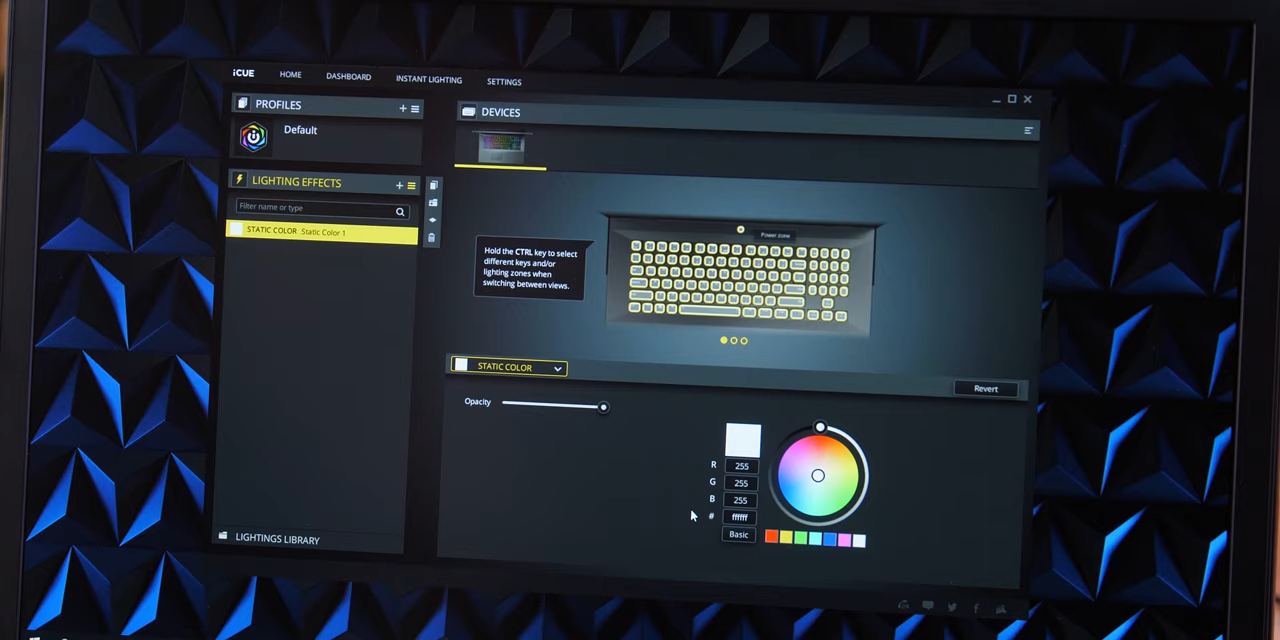 iCUE HOME DASHBOARD INSTANT LIGHTING SETTINGS
PROFILES
Default
LIGHTING EFFECTS
Filter name or type
STATIC COLOR Static Color 1
LIGHTINGS LIBRARY
DEVICES
Power zone
Hold the CTRL key to select
different keys and/or
lighting zones when
switching between views.
STATIC COLOR
Revert
Opacity
R 255
G 255
B 255
# ffffff
Basic